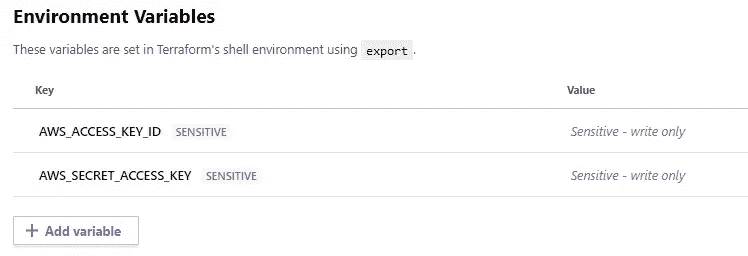 Environment Variables
These variables are set in Terraform's shell environment using export.
Key Value
AWS_ACCESS_KEY_ID SENSITIVE Sensitive - write only
AWS_SECRET_ACCESS_KEY SENSITIVE Sensitive - write only
+ Add variable